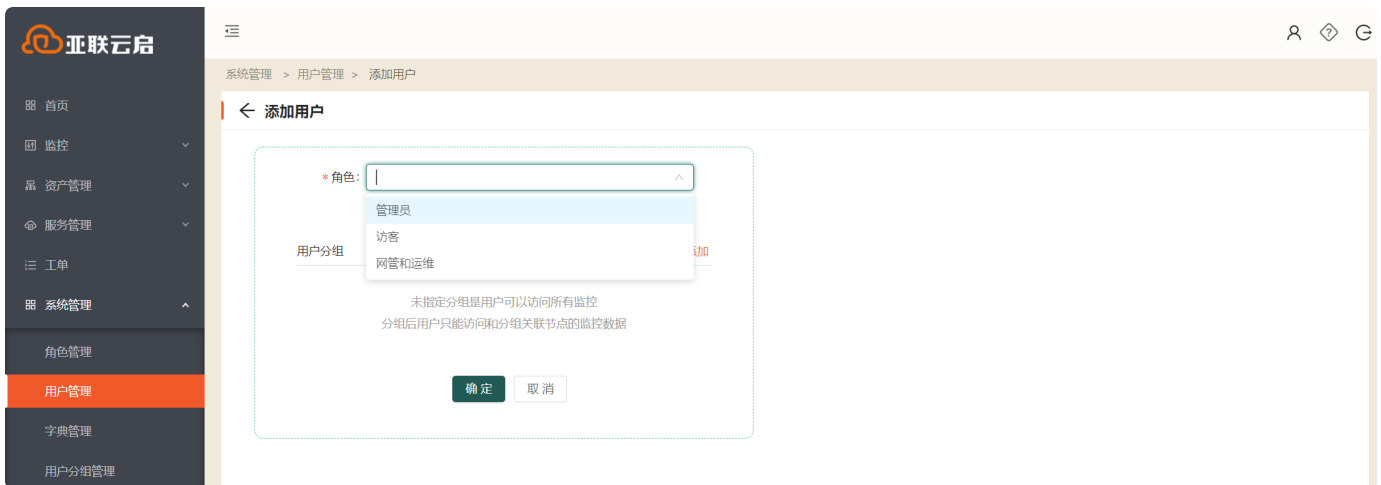 亚联云启
系统管理 > 用户管理 > 添加用户
首页
监控
资产管理
服务管理
工单
系统管理
角色管理
用户管理
字典管理
用户分组管理
添加用户
* 角色:
管理员
访客
网管和运维
用户分组
加
未指定分组是用户可以访问所有监控
分组后用户只能访问和分组关联节点的监控数据
确定 取消